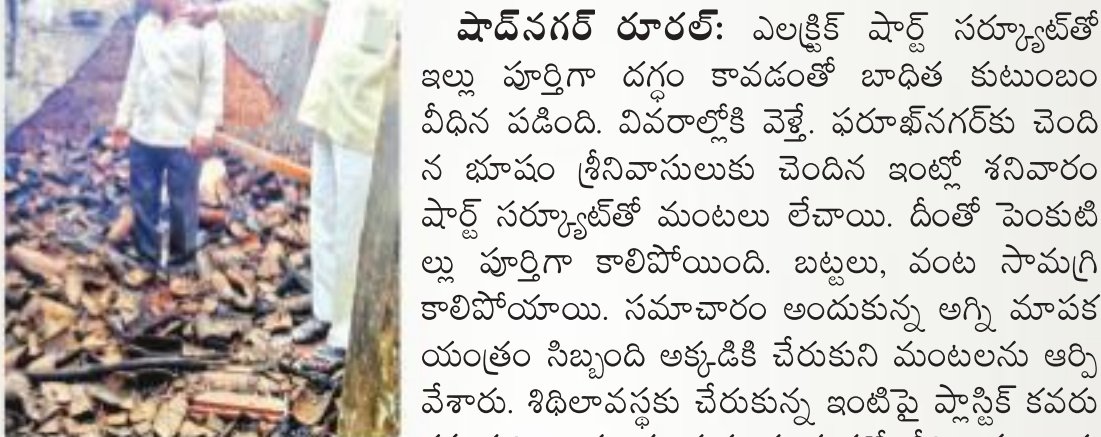 షాద్‌నగర్ రూరల్: ఎలక్ట్రిక్ షార్ట్ సర్క్యూట్‌తో
ఇల్లు పూర్తిగా దగ్ధం కావడంతో బాధిత కుటుంబం
వీధిన పడింది. వివరాల్లోకి వెళ్తే. ఫరూఖ్‌నగర్‌కు చెంది
న భూషం శ్రీనివాసులుకు చెందిన ఇంట్లో శనివారం
షార్ట్ సర్క్యూట్‌తో మంటలు లేచాయి. దీంతో పెంకుటి
ల్లు పూర్తిగా కాలిపోయింది. బట్టలు, వంట సామగ్రి
కాలిపోయాయి. సమాచారం అందుకున్న అగ్ని మాపక
యంత్రం సిబ్బంది అక్కడికి చేరుకుని మంటలను ఆర్పి
వేశారు. శిథిలావస్థకు చేరుకున్న ఇంటిపై ప్లాస్టిక్ కవరు